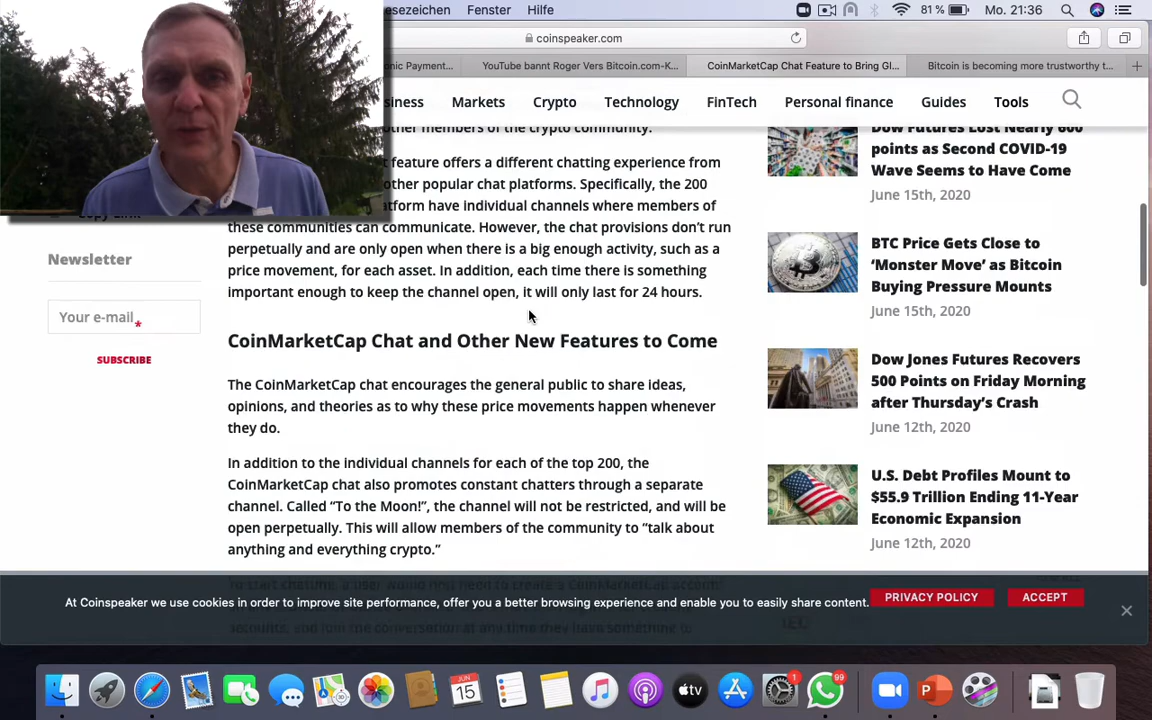 esezeichen Fenster Hilfe 81 % Mo. 21:36
coinspeaker.com
onic Payment... YouTube bannt Roger Vers Bitcoin.com-K... CoinMarketCap Chat Feature to Bring Gl... Bitcoin is becoming more trustworthy t...
siness Markets Crypto Technology FinTech Personal finance Guides Tools
other members of the crypto community.
feature offers a different chatting experience from
other popular chat platforms. Specifically, the 200
atform have individual channels where members of
these communities can communicate. However, the chat provisions don't run
perpetually and are only open when there is a big enough activity, such as a
price movement, for each asset. In addition, each time there is something
important enough to keep the channel open, it will only last for 24 hours.
CoinMarketCap Chat and Other New Features to Come
The CoinMarketCap chat encourages the general public to share ideas,
opinions, and theories as to why these price movements happen whenever
they do.
In addition to the individual channels for each of the top 200, the
CoinMarketCap chat also promotes constant chatters through a separate
channel. Called “To the Moon!”, the channel will not be restricted, and will be
open perpetually. This will allow members of the community to “talk about
anything and everything crypto.”
Copy Link
Newsletter
Your e-mail *
SUBSCRIBE
Dow Futures Lost Nearly 600
points as Second COVID-19
Wave Seems to Have Come
June 15th, 2020
BTC Price Gets Close to
‘Monster Move’ as Bitcoin
Buying Pressure Mounts
June 15th, 2020
Dow Jones Futures Recovers
500 Points on Friday Morning
after Thursday’s Crash
June 12th, 2020
U.S. Debt Profiles Mount to
$55.9 Trillion Ending 11-Year
Economic Expansion
June 12th, 2020
At Coinspeaker we use cookies in order to improve site performance, offer you a better browsing experience and enable you to easily share content. PRIVACY POLICY ACCEPT
JUN
15
tv
1
99